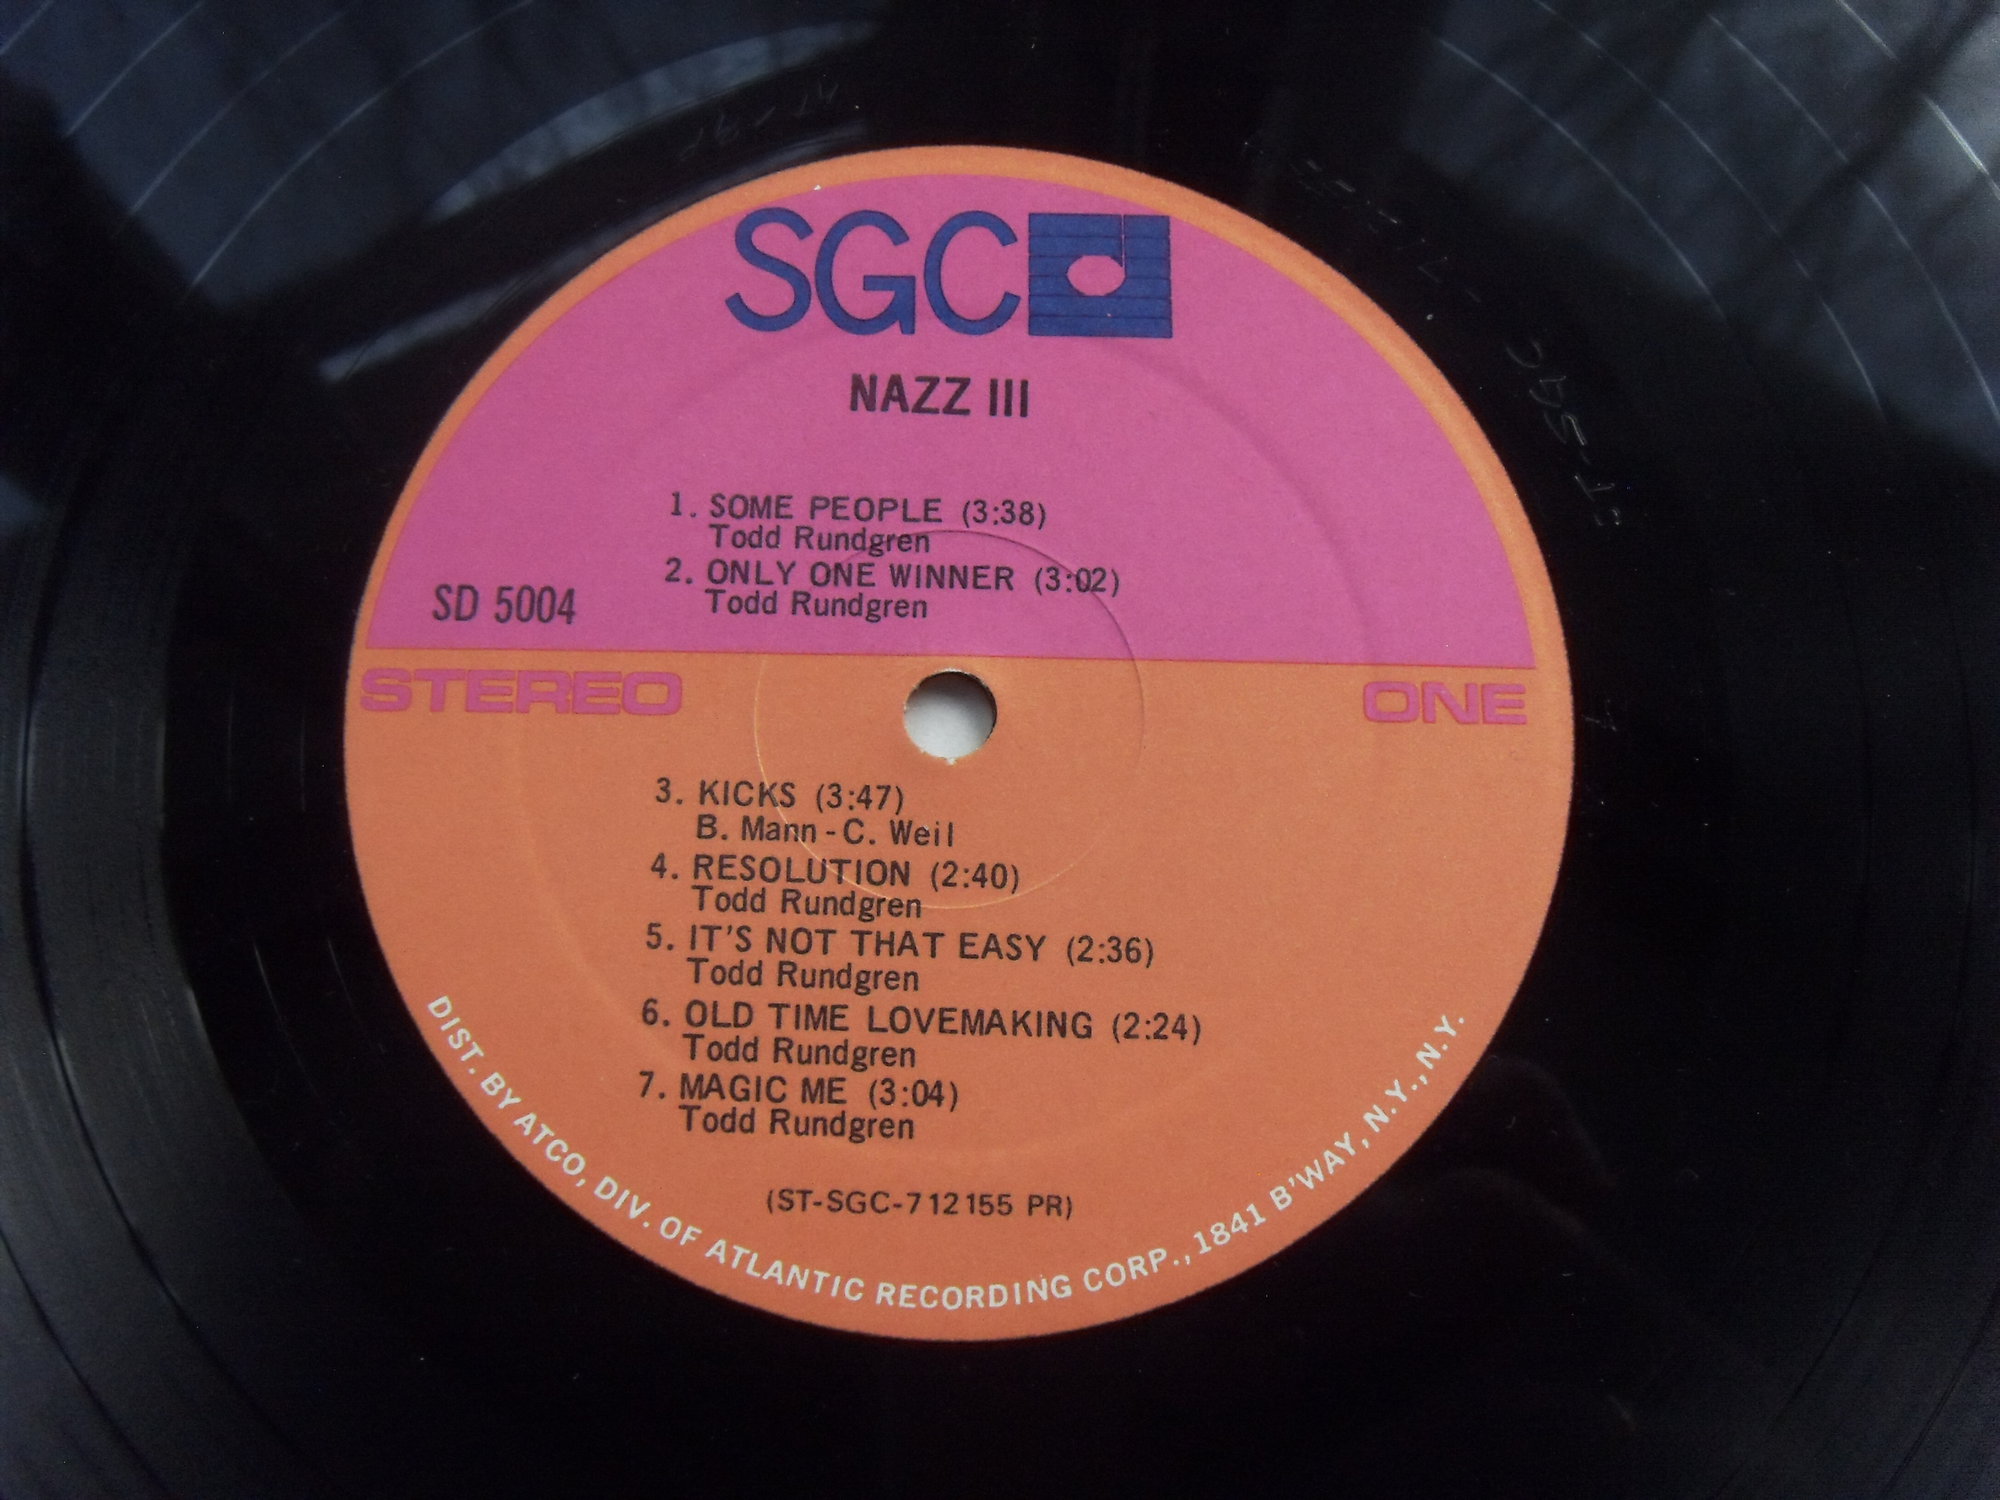 SGC
NAZZ III
1. SOME PEOPLE (3:38)
Todd Rundgren
2. ONLY ONE WINNER (3:02)
Todd Rundgren
SD 5004
STEREO
ONE
3. KICKS (3:47)
B. Mann - C. Weil
4. RESOLUTION (2:40)
Todd Rundgren
5. IT'S NOT THAT EASY (2:36)
Todd Rundgren
6. OLD TIME LOVEMAKING (2:24)
Todd Rundgren
7. MAGIC ME (3:04)
Todd Rundgren
(ST-SGC-712155 PR)
DIST. BY ATCO, DIV. OF ATLANTIC RECORDING CORP., 1841 B'WAY, N.Y., N.Y.